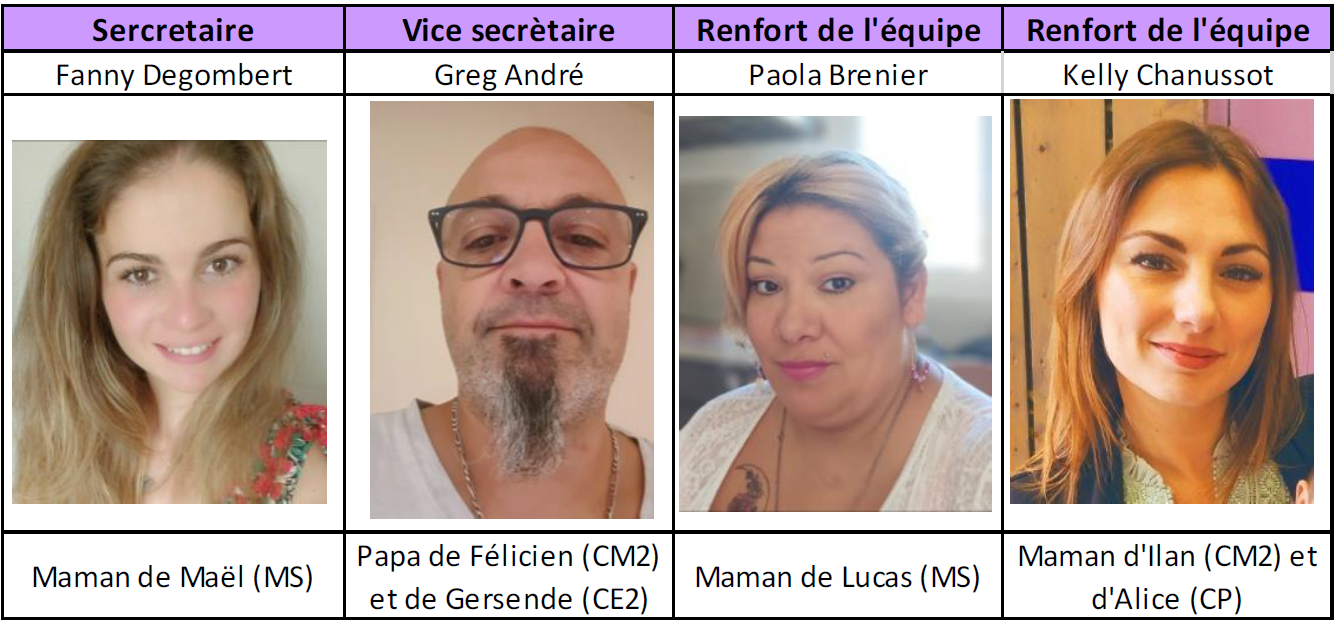 Sercretaire
Vice secrètaire
Renfort de l'équipe
Renfort de l'équipe
Fanny Degombert
Greg André
Paola Brenier
Kelly Chanussot
Maman de Maël (MS)
Papa de Félicien (CM2)
et de Gersende (CE2)
Maman de Lucas (MS)
Maman d'Ilan (CM2) et
d'Alice (CP)